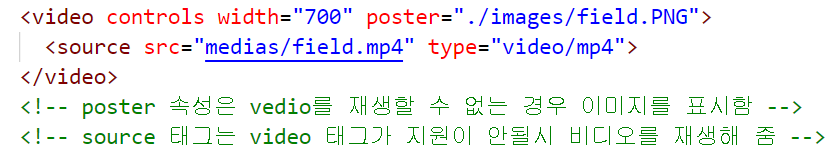 <video controls width="700" poster="./images/field.PNG">
<source src="medias/field.mp4" type="video/mp4">
</video>
<!-- poster 속성은 vedio를 재생할 수 없는 경우 이미지를 표시함 -->
<!-- source 태그는 video 태그가 지원이 안될시 비디오를 재생해 줌 -->